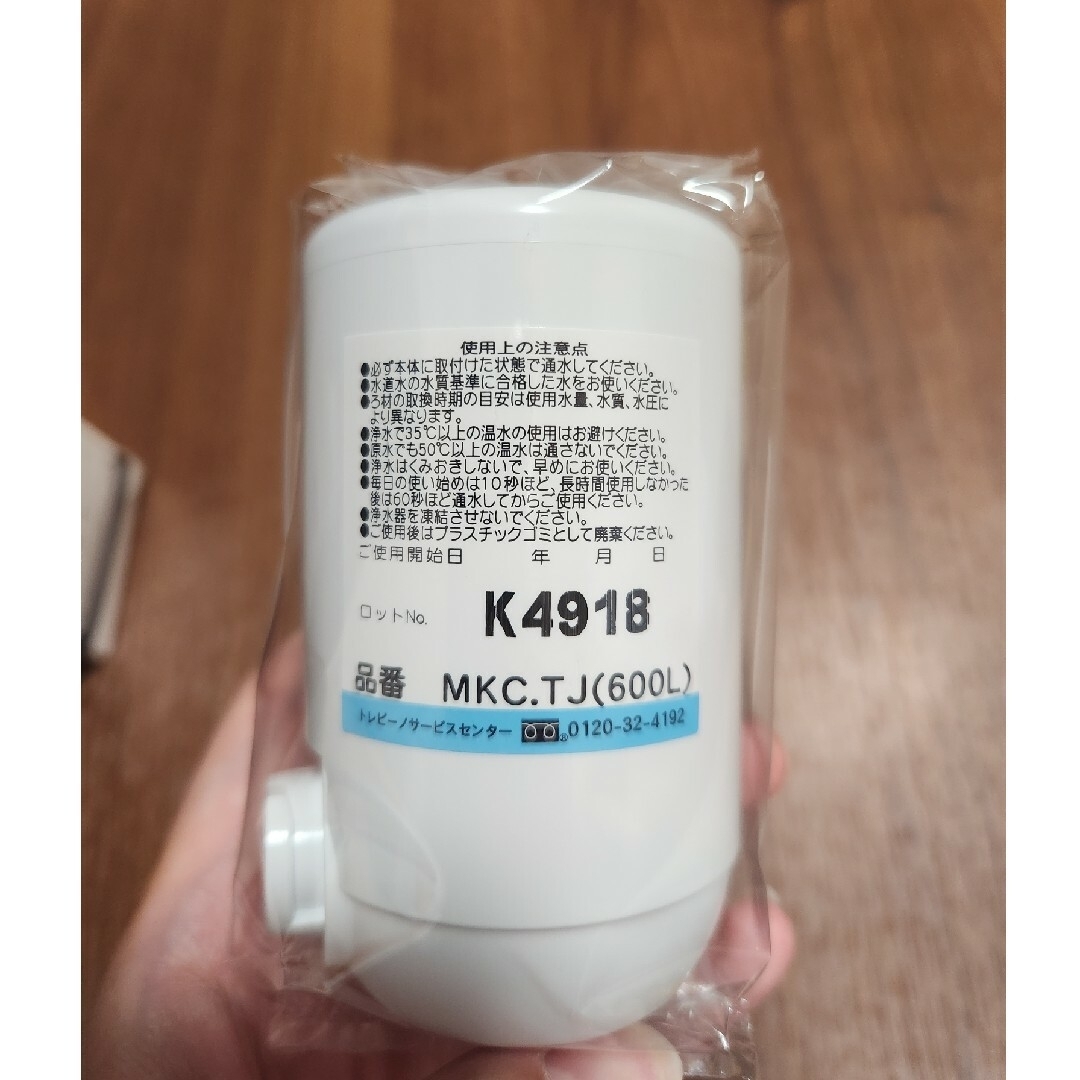 使用上の注意点
●必ず本体に取付けた状態で通水してください。
●水道水の水質基準に合格した水をお使いください。
●ろ材の取換時期の目安は使用水量、水質、水圧に
より異なります。
●浄水で35℃以上の温水の使用はお避けください。
●原水でも50℃以上の温水は通さないでください。
●浄水はくみおきしないで、早めにお使いください。
●毎日の使い始めは10秒ほど、長時間使用しなかった
後は60秒ほど通水してからご使用ください。
●浄水器を凍結させないでください。
●ご使用後はプラスチックゴミとして廃棄ください。
ご使用開始日 年 月 日
ロットNo. K4918
品番 MKC.TJ(600L)
トレビーノサービスセンター ®0120-32-4192